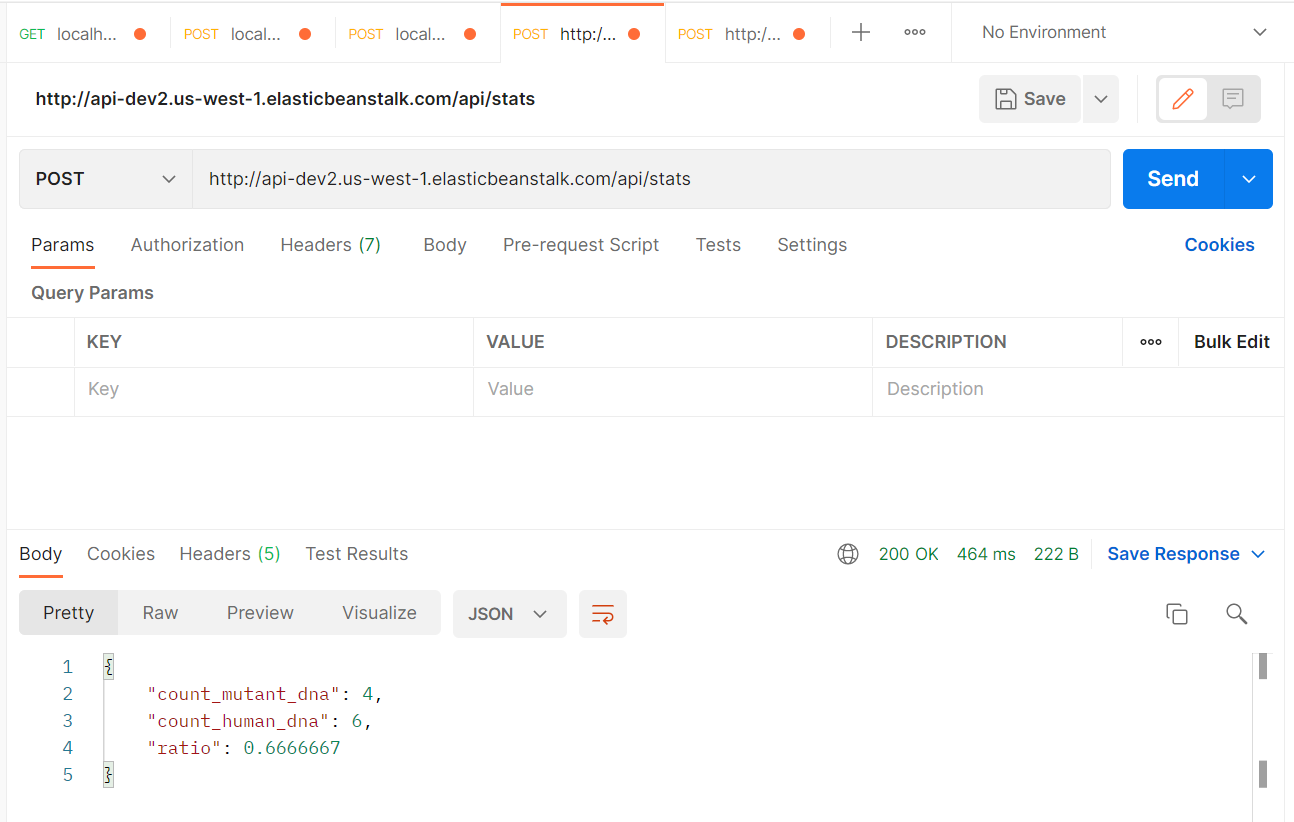 GET localh... POST local... POST local... POST http:/... POST http:/... No Environment
http://api-dev2.us-west-1.elasticbeanstalk.com/api/stats Save
POST http://api-dev2.us-west-1.elasticbeanstalk.com/api/stats Send
Params Authorization Headers (7) Body Pre-request Script Tests Settings Cookies
Query Params
KEY VALUE DESCRIPTION Bulk Edit
Key Value Description
Body Cookies Headers (5) Test Results 200 OK 464 ms 222 B Save Response
Pretty Raw Preview Visualize JSON
1 {
2 "count_mutant_dna": 4,
3 "count_human_dna": 6,
4 "ratio": 0.6666667
5 }